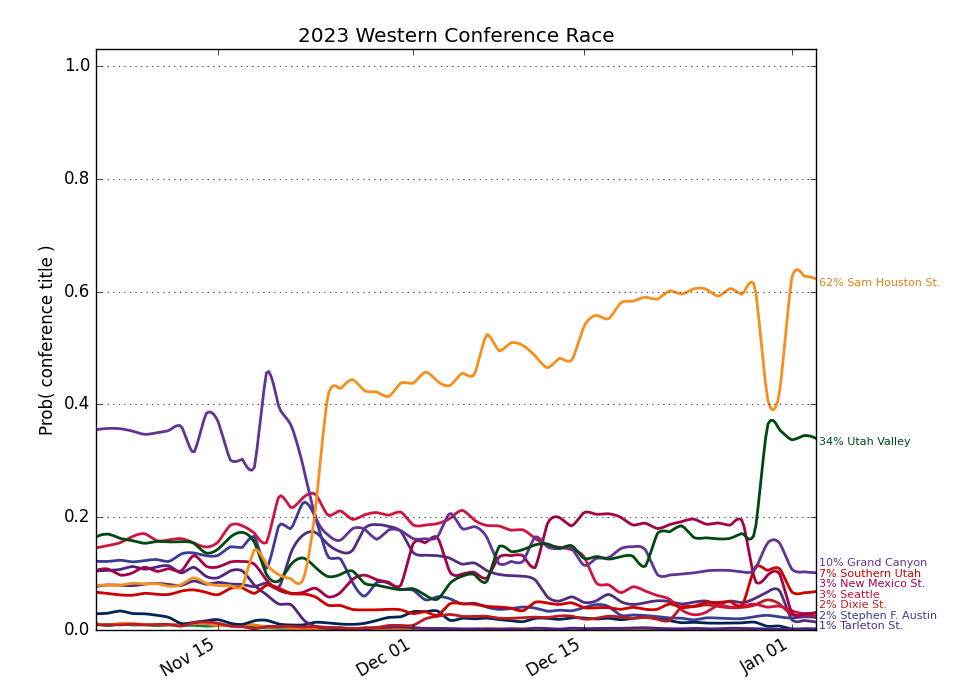 2023 Western Conference Race
Prob( conference title )
1.0
0.8
0.6
0.4
0.2
0.0
Nov 15
Dec 01
Dec 15
Jan 01
62% Sam Houston St.
34% Utah Valley
10% Grand Canyon
7% Southern Utah
3% New Mexico St.
3% Seattle
2% Dixie St.
2% Stephen F. Austin
1% Tarleton St.